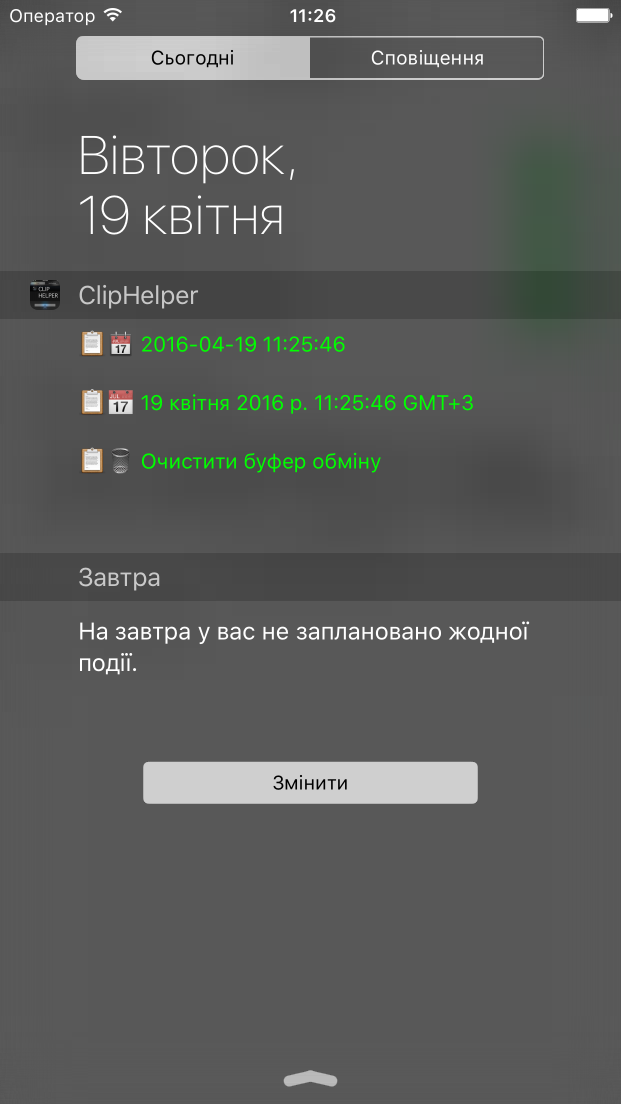 Оператор 11:26
Сьогодні Сповіщення
Вівторок,
19 квітня
CLIP
HELPER
ClipHelper
17 2016-04-19 11:25:46
JUL
17 19 квітня 2016 р. 11:25:46 GMT+3
Очистити буфер обміну
Завтра
На завтра у вас не заплановано жодної
події.
Змінити